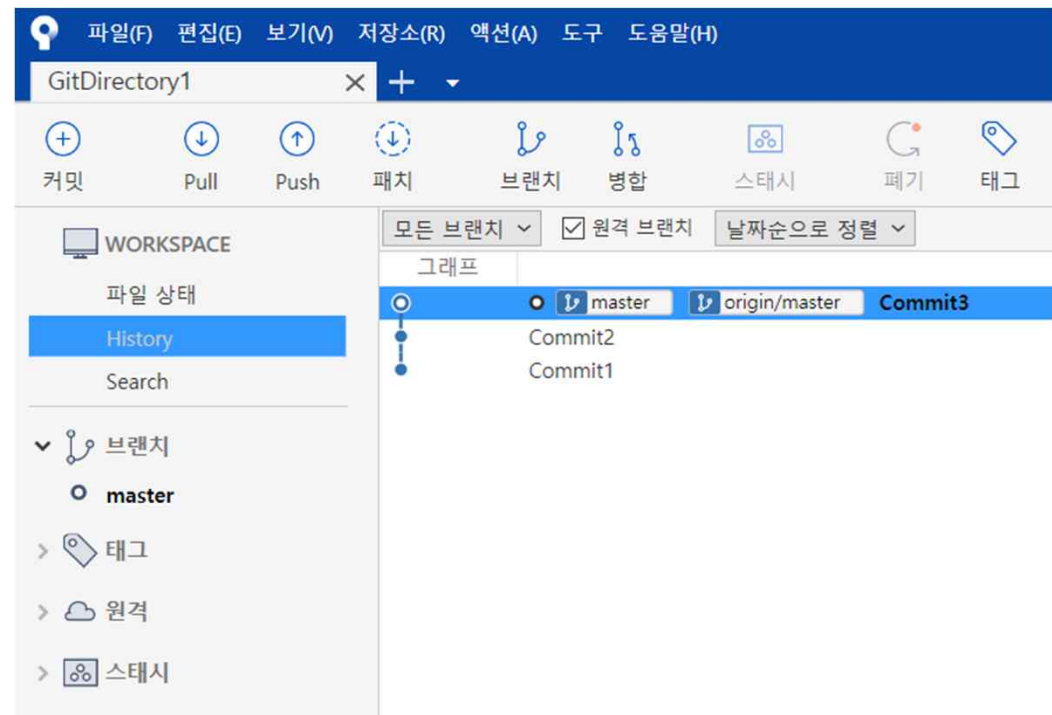 파일(F) 편집(E) 보기(V) 저장소(R) 액션(A) 도구 도움말(H)
GitDirectory1
커밋 Pull Push 패치 브랜치 병합 스태시 폐기 태그
WORKSPACE
파일 상태
History
Search
브랜치
master
태그
원격
스태시
모든 브랜치 원격 브랜치 날짜순으로 정렬
그래프
master origin/master Commit3
Commit2
Commit1